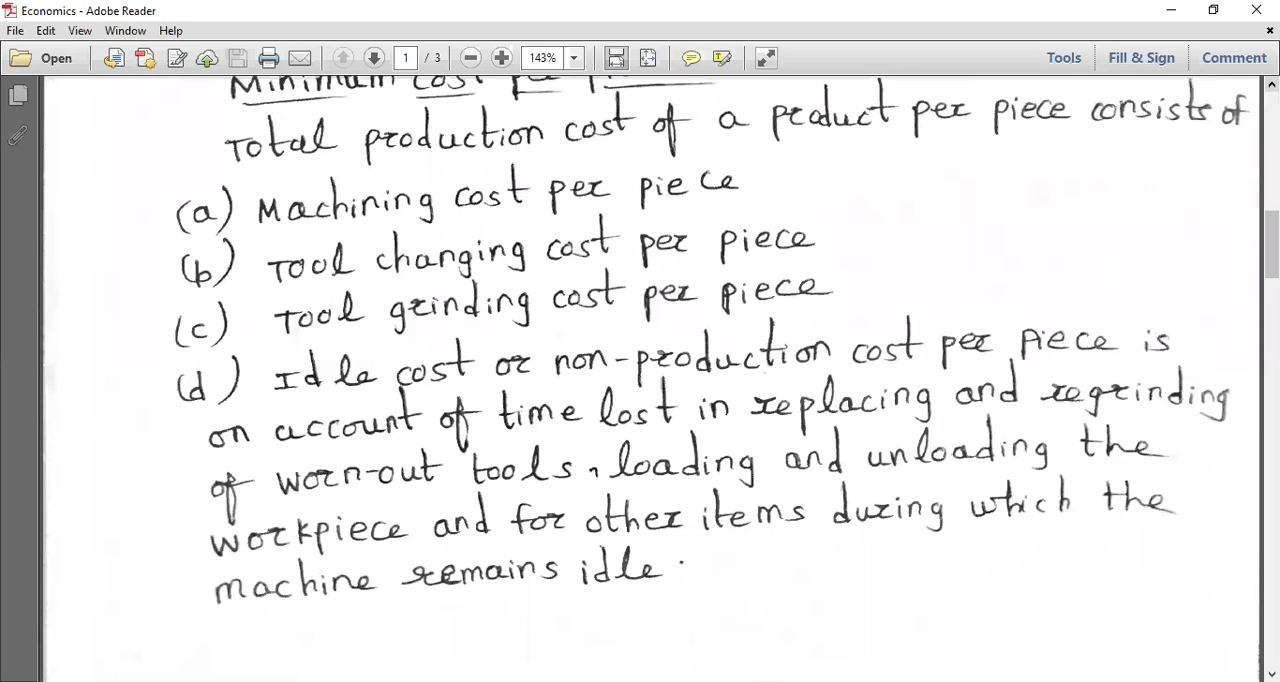 Economics - Adobe Reader
File Edit View Window Help
Open 1 / 3 143% Tools Fill & Sign Comment
Minimum cost
Total production cost of a product per piece consists of
(a) Machining cost per piece
(b) Tool changing cost per piece
(c) Tool grinding cost per piece
(d) Idle cost or non-production cost per piece is
on account of time lost in replacing and regrinding
of worn-out tools, loading and unloading the
workpiece and for other items during which the
machine remains idle.